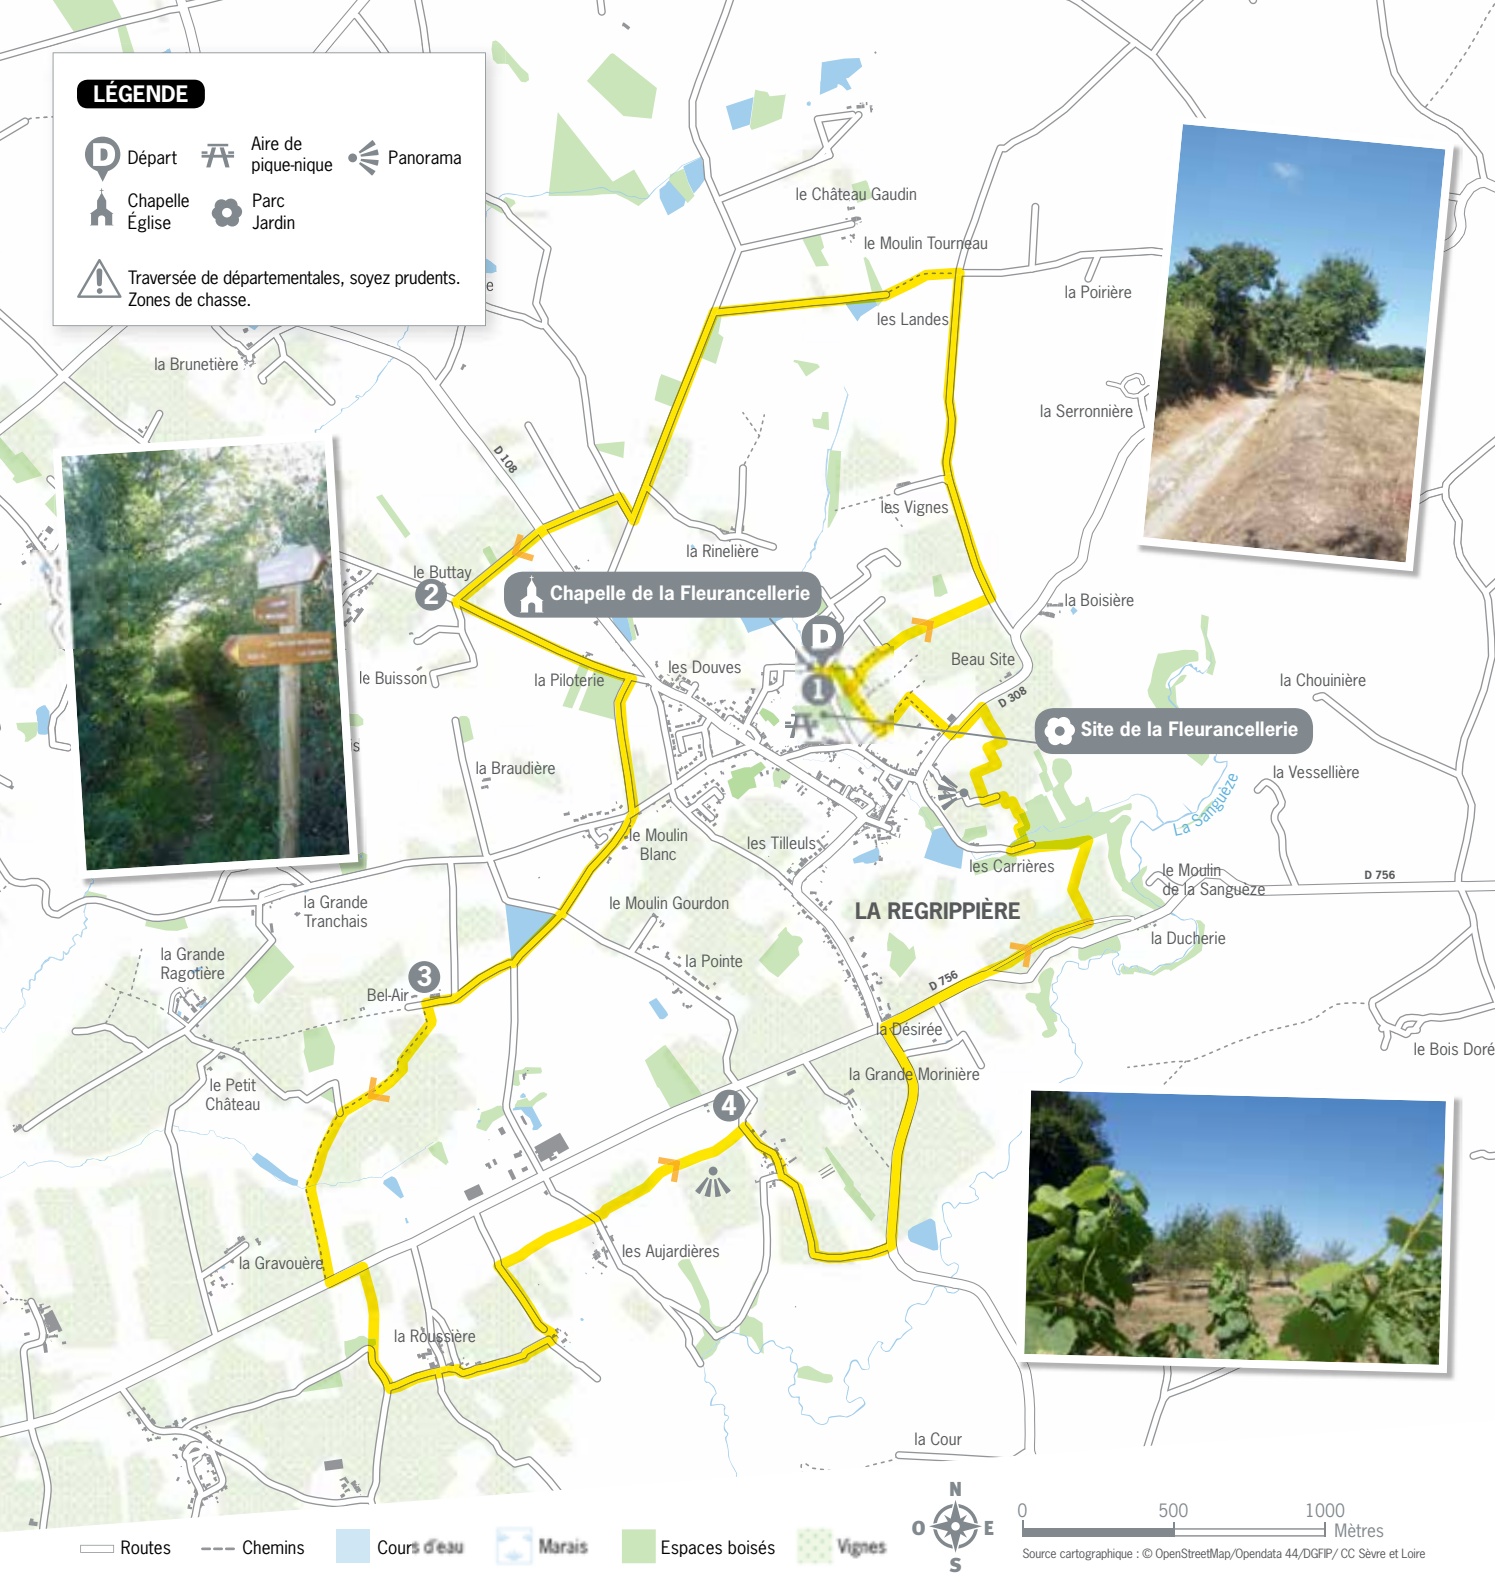 LÉGENDE
D Départ
Aire de
pique-nique
Panorama
Chapelle
Église
Parc
Jardin
! Traversée de départementales, soyez prudents.
Zones de chasse.
e
le Château Gaudin
le Moulin Tourneau
la Poirière
les Landes
la Brunetière
la Serronnière
D 108
les Vignes
la Rinelière
le Buttay
2
Chapelle de la Fleurancellerie
la Boisière
D
Beau Site
les Douves
le Buisson
la Piloterie
1
D 308
la Chouinière
Site de la Fleurancellerie
is
la Braudière
la Vessellière
La Sanguèze
le Moulin
Blanc
les Tilleuls
les Carrières
le Moulin
de la Sanguèze
D 756
la Grande
Tranchais
le Moulin Gourdon
LA REGRIPPIÈRE
la Ducherie
la Grande
Ragotière
la Pointe
3
Bel-Air
D 756
la Désirée
le Bois Doré
la Grande Morinière
le Petit
Château
4
les Aujardières
la Gravouère
la Roussière
la Cour
N
O E
S
0 500 1000
Mètres
Routes
Chemins
Cours d'eau
Marais
Espaces boisés
Vignes
Source cartographique : © OpenStreetMap/Opendata 44/DGFIP/ CC Sèvre et Loire